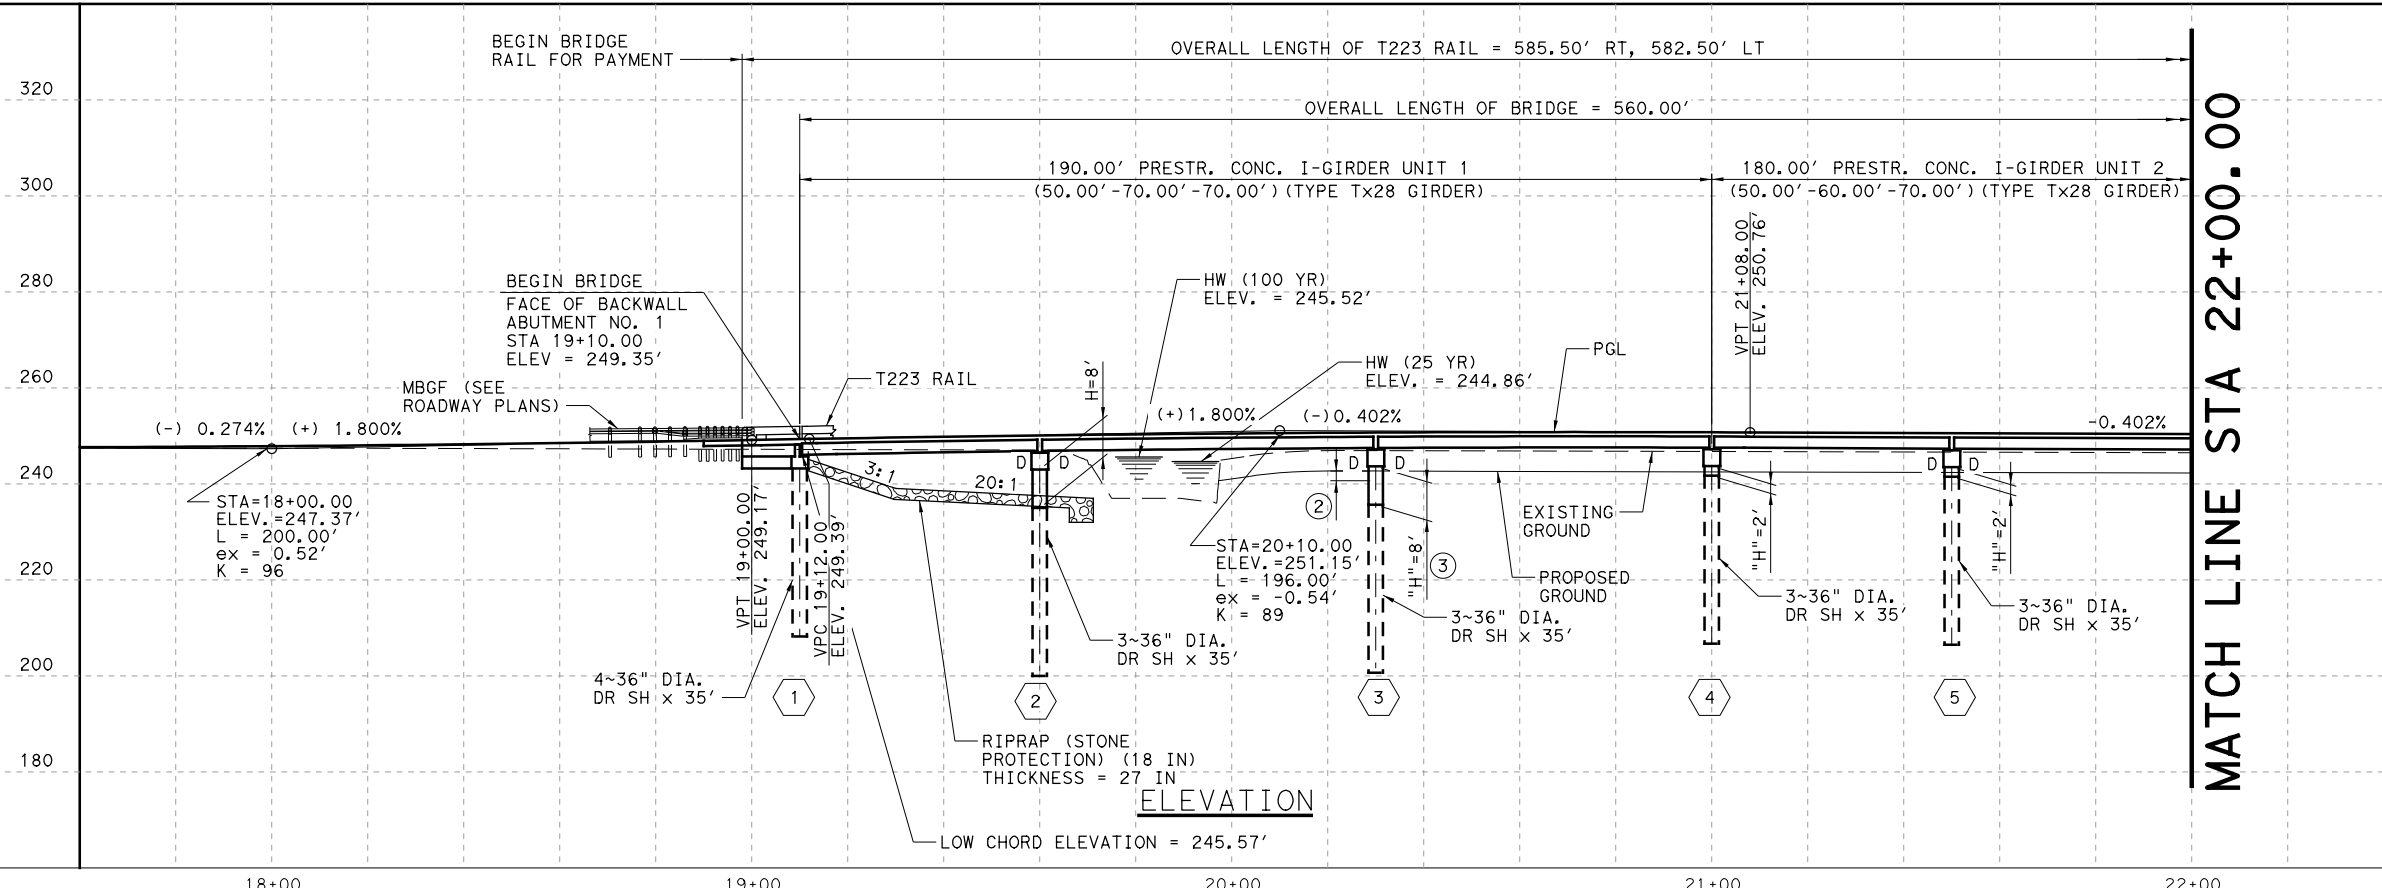 BEGIN BRIDGE
RAIL FOR PAYMENT
OVERALL LENGTH OF T223 RAIL = 585.50' RT, 582.50' LT
320
OVERALL LENGTH OF BRIDGE = 560.00'
190.00' PRESTR. CONC. I-GIRDER UNIT 1
(50.00'-70.00'-70.00')(TYPE Tx28 GIRDER)
180.00' PRESTR. CONC. I-GIRDER UNIT 2
(50.00'-60.00'-70.00')(TYPE Tx28 GIRDER)
300
280
BEGIN BRIDGE
FACE OF BACKWALL
ABUTMENT NO. 1
STA 19+10.00
ELEV = 249.35'
HW (100 YR)
ELEV. = 245.52'
VPT 21+08.00
ELEV. 250.76'
PGL
HW (25 YR)
ELEV. = 244.86'
260
MBGF (SEE
ROADWAY PLANS)
T223 RAIL
H=8'
(-) 0.274%
(+) 1.800%
(+)1.800%
(-)0.402%
-0.402%
240
3:1
20:1
D
D
D
D
D
D
STA=18+00.00
ELEV.=247.37'
L = 200.00'
ex = 0.52'
K = 96
VPT 19+00.00
ELEV. 249.17'
VPC 19+12.00
ELEV. 249.39'
2
STA=20+10.00
ELEV.=251.15'
L = 196.00'
ex = -0.54'
K = 89
"H"=8'
3
EXISTING
GROUND
PROPOSED
GROUND
"H"=2'
"H"=2'
220
3~36" DIA.
DR SH x 35'
3~36" DIA.
DR SH x 35'
3~36" DIA.
DR SH x 35'
3~36" DIA.
DR SH x 35'
200
4~36" DIA.
DR SH x 35'
1
2
3
4
5
RIPRAP (STONE
PROTECTION) (18 IN)
THICKNESS = 27 IN
180
ELEVATION
LOW CHORD ELEVATION = 245.57'
MATCH LINE STA 22+00.00
18+00
19+00
20+00
21+00
22+00